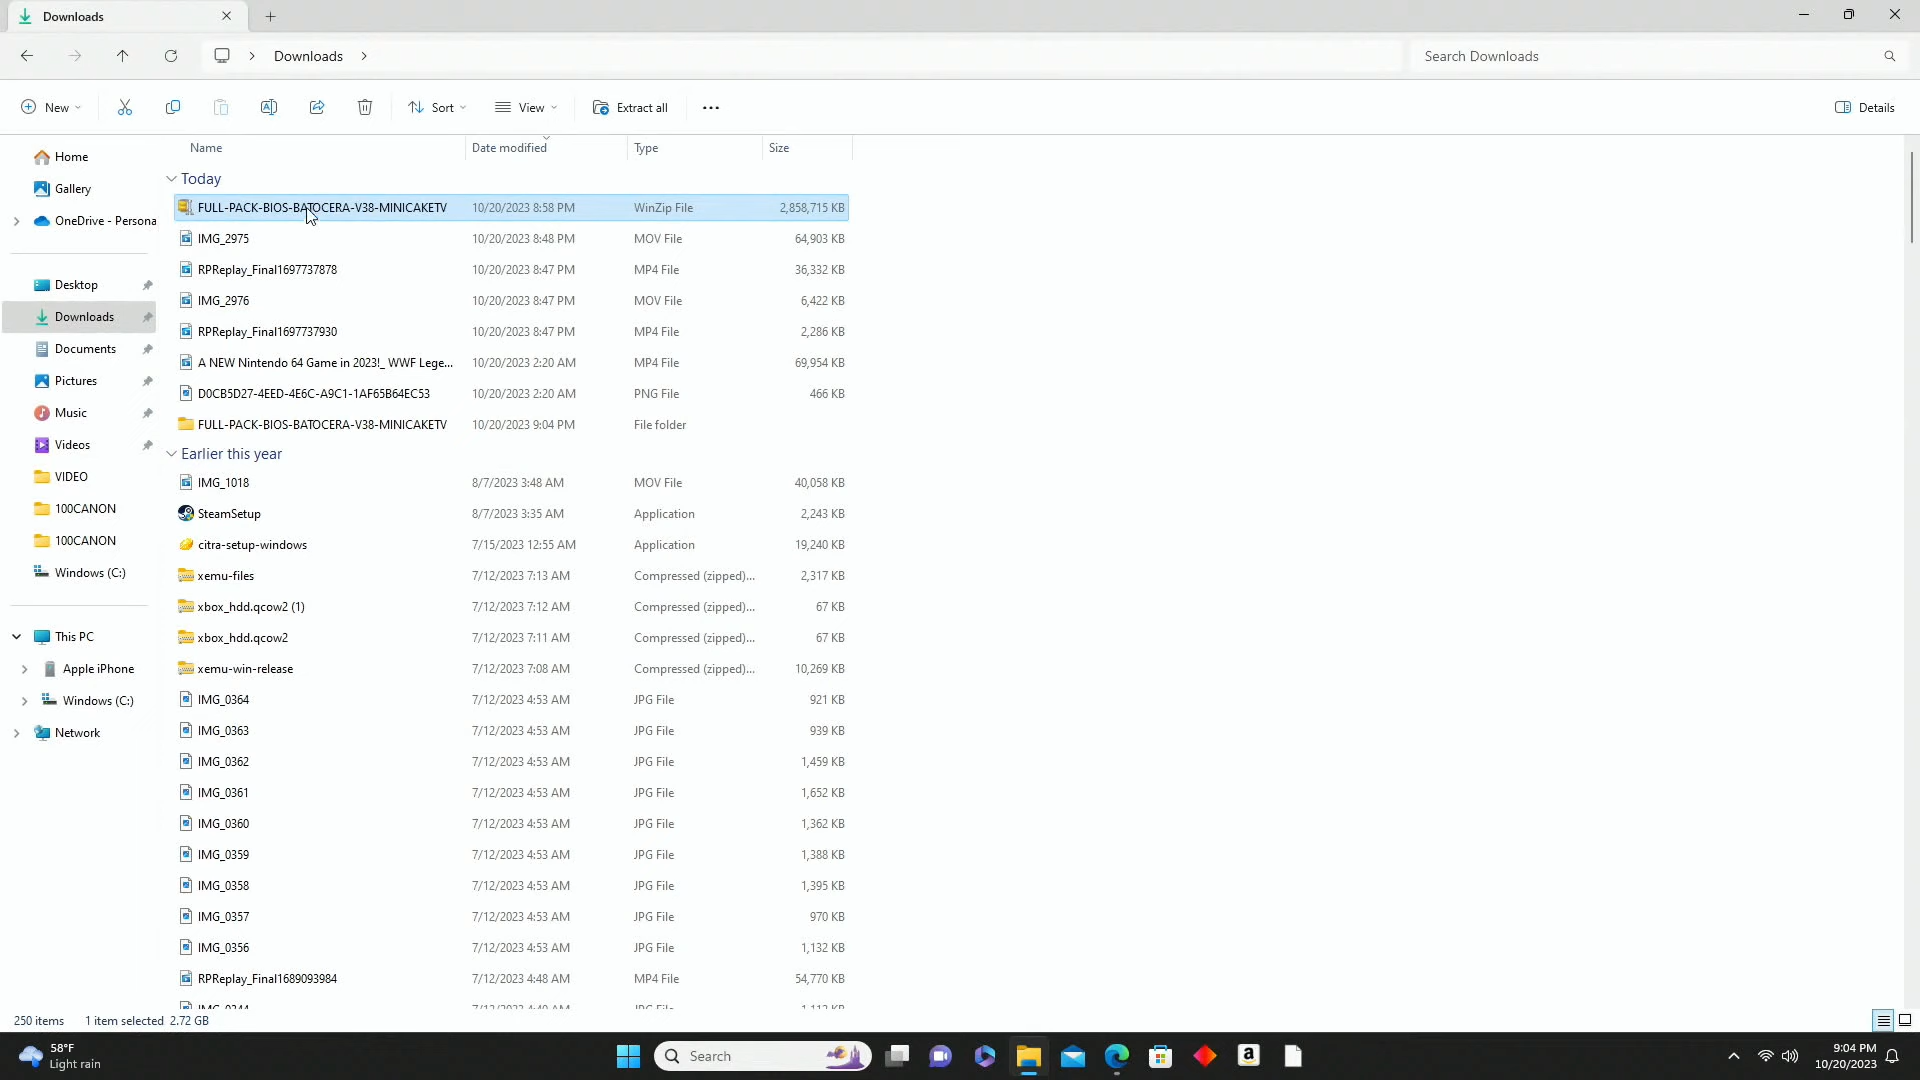 Downloads
Downloads
Search Downloads
New
Sort
View
Extract all
Details
Home
Gallery
OneDrive - Persona
Desktop
Downloads
Documents
Pictures
Music
Videos
VIDEO
100CANON
100CANON
Windows (C:)
This PC
Apple iPhone
Windows (C:)
Network
Name Date modified Type Size
Today
FULL-PACK-BIOS-BATOCERA-V38-MINICAKETV 10/20/2023 8:58 PM WinZip File 2,858,715 KB
IMG_2975 10/20/2023 8:48 PM MOV File 64,903 KB
RPReplay_Final1697737878 10/20/2023 8:47 PM MP4 File 36,332 KB
IMG_2976 10/20/2023 8:47 PM MOV File 6,422 KB
RPReplay_Final1697737930 10/20/2023 8:47 PM MP4 File 2,286 KB
A NEW Nintendo 64 Game in 2023!_ WWF Lege... 10/20/2023 2:20 AM MP4 File 69,954 KB
D0CB5D27-4EED-4E6C-A9C1-1AF65B64EC53 10/20/2023 2:20 AM PNG File 466 KB
FULL-PACK-BIOS-BATOCERA-V38-MINICAKETV 10/20/2023 9:04 PM File folder
Earlier this year
IMG_1018 8/7/2023 3:48 AM MOV File 40,058 KB
SteamSetup 8/7/2023 3:35 AM Application 2,243 KB
citra-setup-windows 7/15/2023 12:55 AM Application 19,240 KB
xemu-files 7/12/2023 7:13 AM Compressed (zipped)... 2,317 KB
xbox_hdd.qcow2 (1) 7/12/2023 7:12 AM Compressed (zipped)... 67 KB
xbox_hdd.qcow2 7/12/2023 7:11 AM Compressed (zipped)... 67 KB
xemu-win-release 7/12/2023 7:08 AM Compressed (zipped)... 10,269 KB
IMG_0364 7/12/2023 4:53 AM JPG File 921 KB
IMG_0363 7/12/2023 4:53 AM JPG File 939 KB
IMG_0362 7/12/2023 4:53 AM JPG File 1,459 KB
IMG_0361 7/12/2023 4:53 AM JPG File 1,652 KB
IMG_0360 7/12/2023 4:53 AM JPG File 1,362 KB
IMG_0359 7/12/2023 4:53 AM JPG File 1,388 KB
IMG_0358 7/12/2023 4:53 AM JPG File 1,395 KB
IMG_0357 7/12/2023 4:53 AM JPG File 970 KB
IMG_0356 7/12/2023 4:53 AM JPG File 1,132 KB
RPReplay_Final1689093984 7/12/2023 4:48 AM MP4 File 54,770 KB
250 items 1 item selected 2.72 GB
58°F
Light rain
Search
a
9:04 PM
10/20/2023